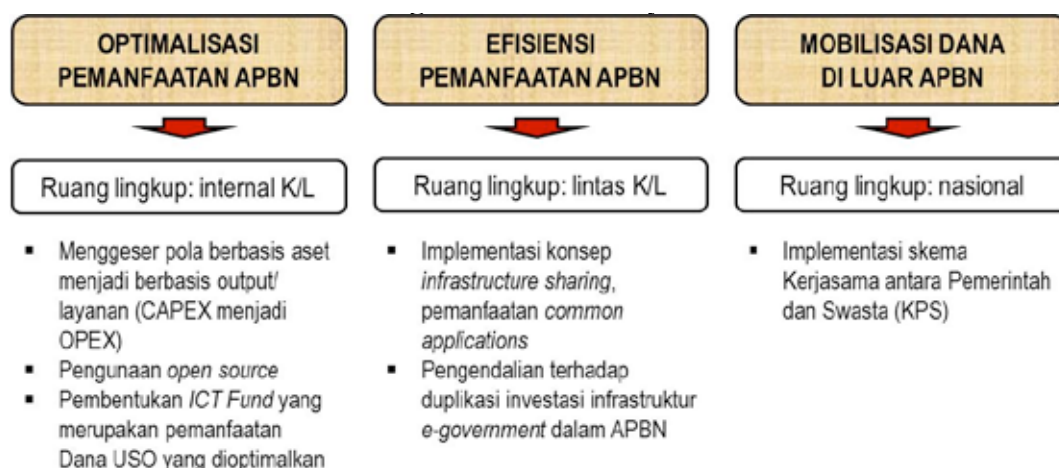 OPTIMALISASI
PEMANFAATAN APBN
Ruang lingkup: internal K/L
▪ Menggeser pola berbasis aset
menjadi berbasis output/
layanan (CAPEX menjadi
OPEX)
▪ Pengunaan open source
▪ Pembentukan ICT Fund yang
merupakan pemanfaatan
Dana USO yang dioptimalkan
EFISIENSI
PEMANFAATAN APBN
Ruang lingkup: lintas K/L
▪ Implementasi konsep
infrastructure sharing,
pemanfaatan common
applications
▪ Pengendalian terhadap
duplikasi investasi infrastruktur
e-government dalam APBN
MOBILISASI DANA
DI LUAR APBN
Ruang lingkup: nasional
▪ Implementasi skema
Kerjasama antara Pemerintah
dan Swasta (KPS)